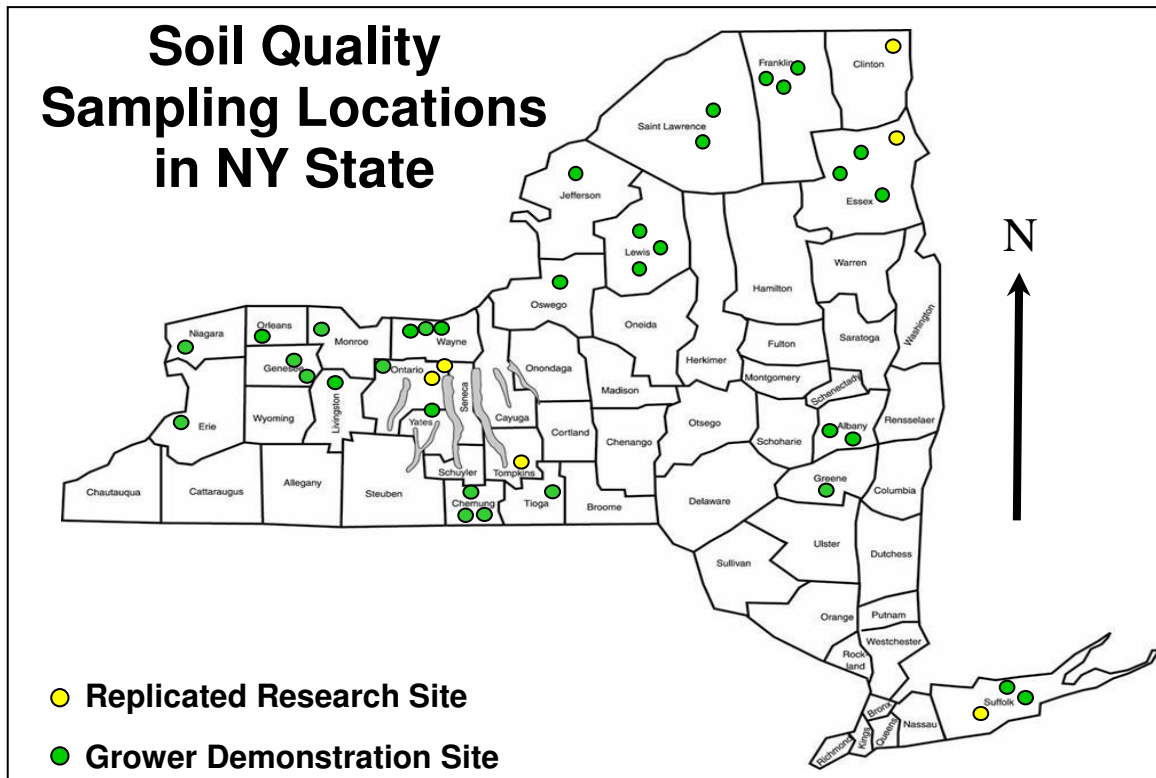 Soil Quality
Sampling Locations
in NY State
Clinton
Franklin
Saint Lawrence
Jefferson
Essex
Lewis
Warren
Hamilton
Oswego
Washington
Oneida
Herkimer
Fulton
Saratoga
Niagara
Orleans
Monroe
Wayne
Genesee
Ontario
Onondaga
Madison
Montgomery
Schenectady
Seneca
Cayuga
Livingston
Wyoming
Erie
Yates
Cortland
Chenango
Otsego
Schoharie
Albany
Rensselaer
Chautauqua
Cattaraugus
Allegany
Steuben
Schuyler
Tompkins
Chemung
Tioga
Broome
Delaware
Greene
Columbia
Ulster
Dutchess
Sullivan
Orange
Putnam
Westchester
Rock-
land
Bronx
Richmond
Kings
Queens
Nassau
Suffolk
N
Replicated Research Site
Grower Demonstration Site